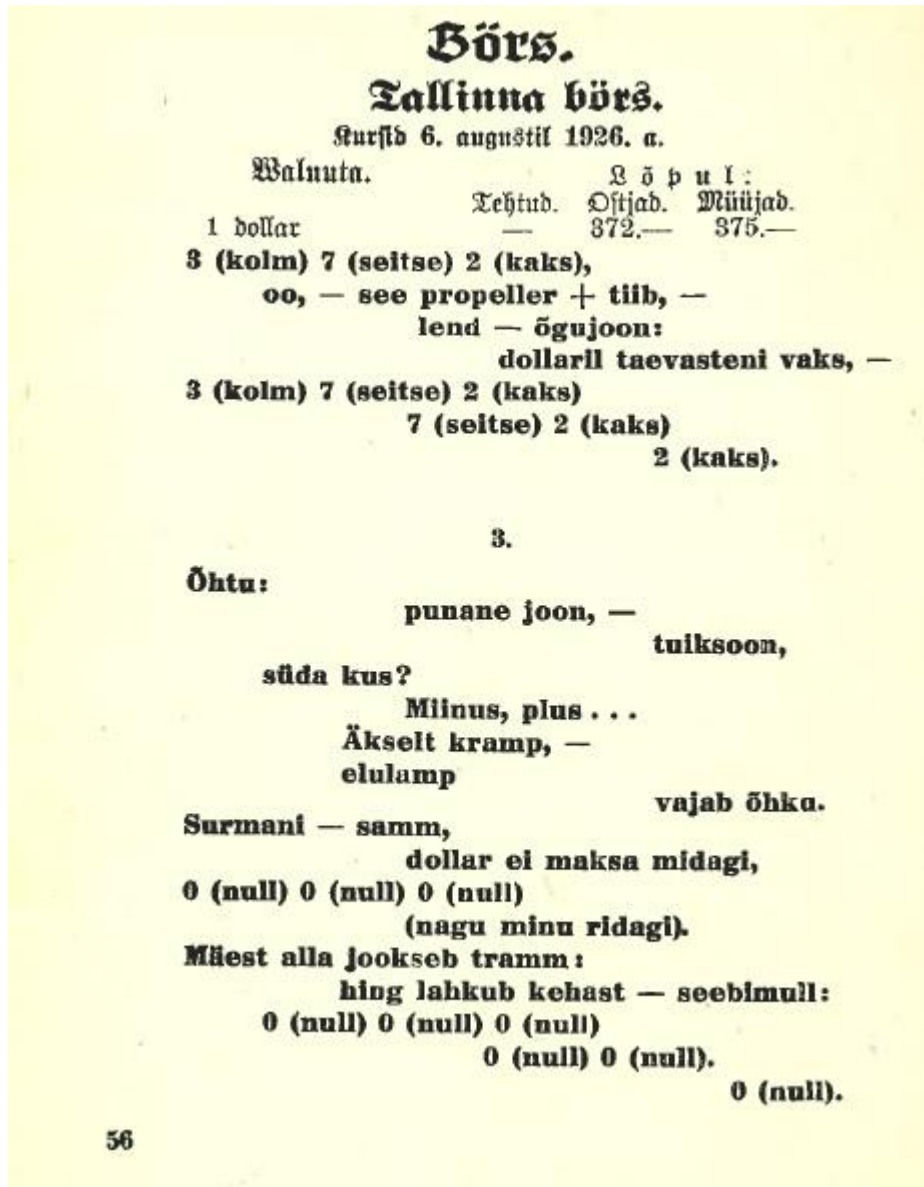 Börs.
Tallinna börs.
Kursid 6. augustil 1926. a.
Waluuta. Lõpul:
Tehtud. Ostjad. Müüjad.
1 dollar — 372.— 375.—
3 (kolm) 7 (seitse) 2 (kaks),
oo, — see propeller + tiib, —
lend — õgujoon:
dollaril taevasteni vaks, —
3 (kolm) 7 (seitse) 2 (kaks)
7 (seitse) 2 (kaks)
2 (kaks).
3.
Õhtu:
punane joon, —
tuiksoon,
süda kus?
Miinus, plus . . .
Äkselt kramp, —
elulamp
vajab õhku.
Surmani — samm,
dollar ei maksa midagi,
0 (null) 0 (null) 0 (null)
(nagu minu ridagi).
Mäest alla jookseb tramm:
hing lahkub kehast — seebimull:
0 (null) 0 (null) 0 (null)
0 (null) 0 (null).
0 (null).
56